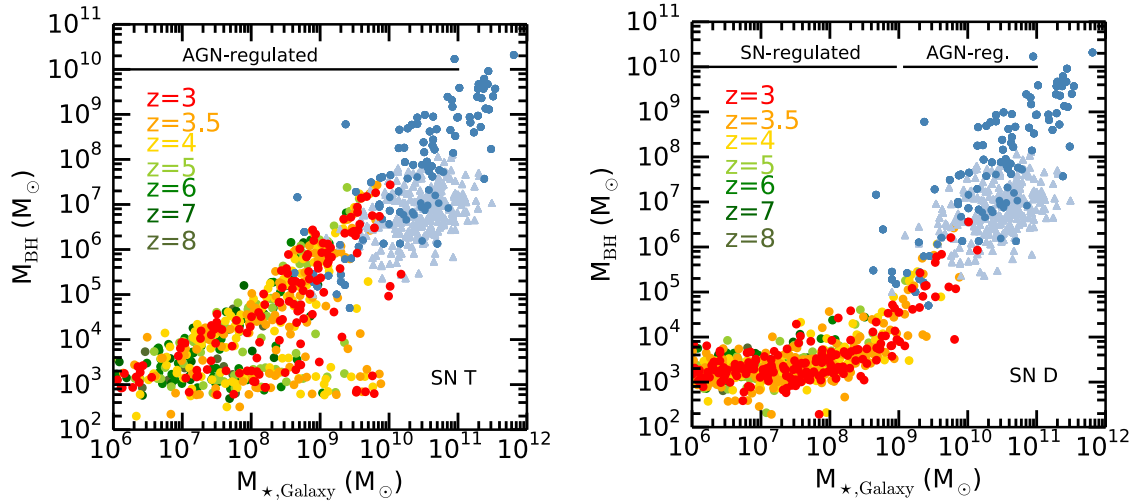 AGN-regulated
z=3
z=3.5
z=4
z=5
z=6
z=7
z=8
SN T
10^11
10^10
10^9
10^8
10^7
10^6
10^5
10^4
10^3
10^2
M_BH (M_⊙)
10^6 10^7 10^8 10^9 10^10 10^11 10^12
M_⋆,Galaxy (M_⊙)
SN-regulated AGN-reg.
z=3
z=3.5
z=4
z=5
z=6
z=7
z=8
SN D
10^11
10^10
10^9
10^8
10^7
10^6
10^5
10^4
10^3
10^2
M_BH (M_⊙)
10^6 10^7 10^8 10^9 10^10 10^11 10^12
M_⋆,Galaxy (M_⊙)